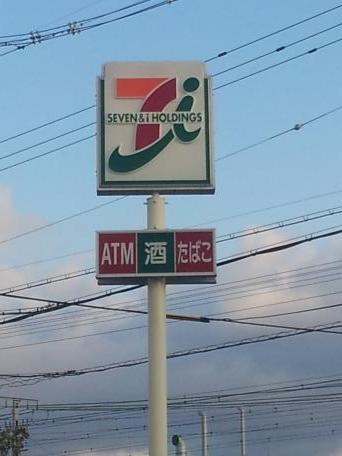 7i
SEVEN&i HOLDINGS
ATM 酒 たばこ